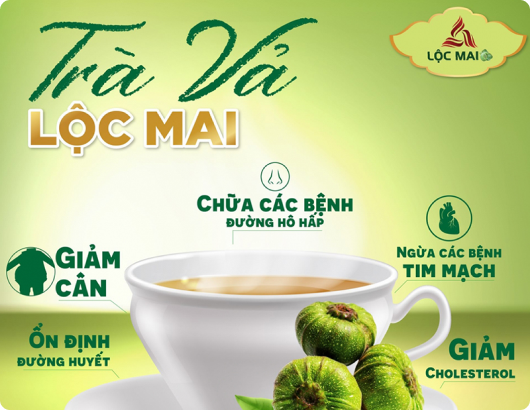 Trà Vả
LỘC MAI
LỘC MAI
CHỮA CÁC BỆNH
ĐƯỜNG HÔ HẤP
GIẢM
CÂN
NGỪA CÁC BỆNH
TIM MẠCH
ỔN ĐỊNH
ĐƯỜNG HUYẾT
GIẢM
CHOLESTEROL